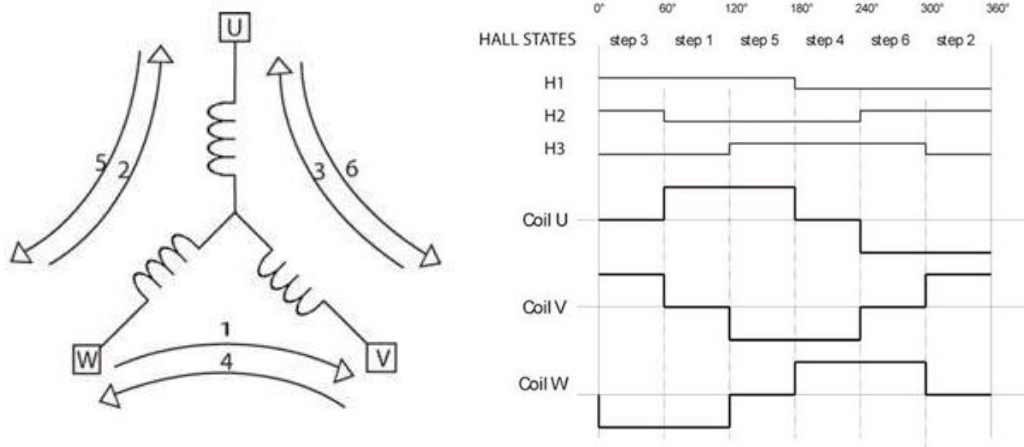 U
5 2
3 6
1
W
4
V
0° 60° 120° 180° 240° 300° 360°
HALL STATES step 3 step 1 step 5 step 4 step 6 step 2
H1
H2
H3
Coil U
Coil V
Coil W